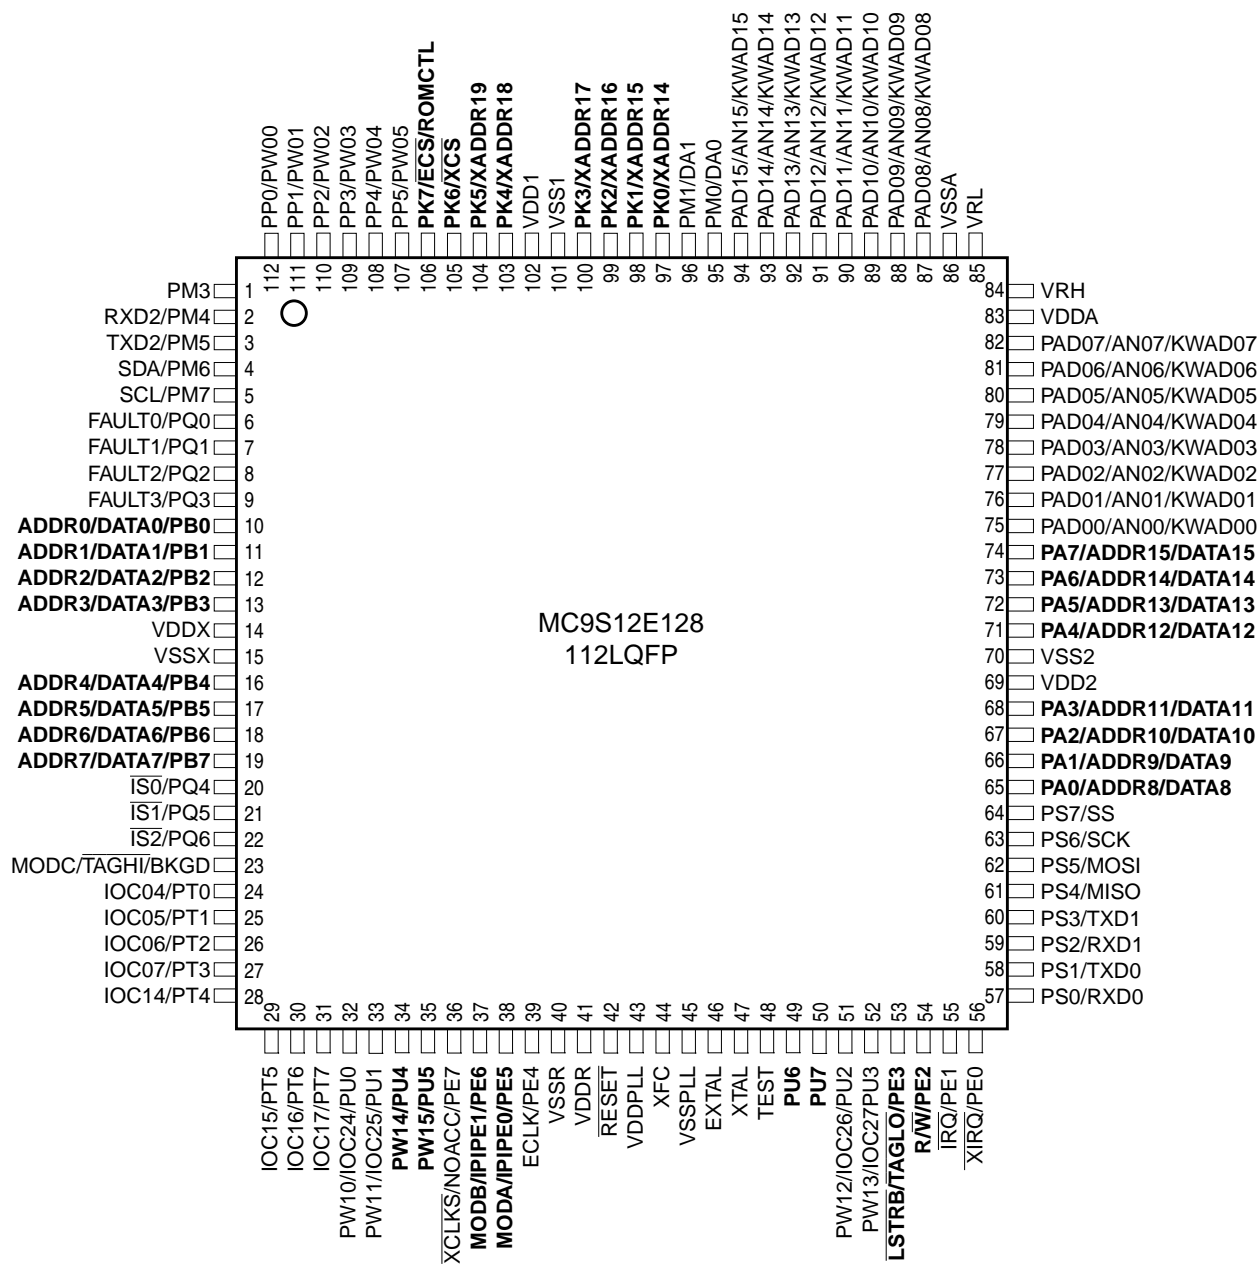 PP0/PW00
PP1/PW01
PP2/PW02
PP3/PW03
PP4/PW04
PP5/PW05
PK7/ECS/ROMCTL
PK6/XCS
PK5/XADDR19
PK4/XADDR18
VDD1
VSS1
PK3/XADDR17
PK2/XADDR16
PK1/XADDR15
PK0/XADDR14
PM1/DA1
PM0/DA0
PAD15/AN15/KWAD15
PAD14/AN14/KWAD14
PAD13/AN13/KWAD13
PAD12/AN12/KWAD12
PAD11/AN11/KWAD11
PAD10/AN10/KWAD10
PAD09/AN09/KWAD09
PAD08/AN08/KWAD08
VSSA
VRL
112
111
110
109
108
107
106
105
104
103
102
101
100
99
98
97
96
95
94
93
92
91
90
89
88
87
86
85
PM3 1
RXD2/PM4 2
TXD2/PM5 3
SDA/PM6 4
SCL/PM7 5
FAULT0/PQ0 6
FAULT1/PQ1 7
FAULT2/PQ2 8
FAULT3/PQ3 9
ADDR0/DATA0/PB0 10
ADDR1/DATA1/PB1 11
ADDR2/DATA2/PB2 12
ADDR3/DATA3/PB3 13
VDDX 14
VSSX 15
ADDR4/DATA4/PB4 16
ADDR5/DATA5/PB5 17
ADDR6/DATA6/PB6 18
ADDR7/DATA7/PB7 19
IS0/PQ4 20
IS1/PQ5 21
IS2/PQ6 22
MODC/TAGHI/BKGD 23
IOC04/PT0 24
IOC05/PT1 25
IOC06/PT2 26
IOC07/PT3 27
IOC14/PT4 28
MC9S12E128
112LQFP
84 VRH
83 VDDA
82 PAD07/AN07/KWAD07
81 PAD06/AN06/KWAD06
80 PAD05/AN05/KWAD05
79 PAD04/AN04/KWAD04
78 PAD03/AN03/KWAD03
77 PAD02/AN02/KWAD02
76 PAD01/AN01/KWAD01
75 PAD00/AN00/KWAD00
74 PA7/ADDR15/DATA15
73 PA6/ADDR14/DATA14
72 PA5/ADDR13/DATA13
71 PA4/ADDR12/DATA12
70 VSS2
69 VDD2
68 PA3/ADDR11/DATA11
67 PA2/ADDR10/DATA10
66 PA1/ADDR9/DATA9
65 PA0/ADDR8/DATA8
64 PS7/SS
63 PS6/SCK
62 PS5/MOSI
61 PS4/MISO
60 PS3/TXD1
59 PS2/RXD1
58 PS1/TXD0
57 PS0/RXD0
29
30
31
32
33
34
35
36
37
38
39
40
41
42
43
44
45
46
47
48
49
50
51
52
53
54
55
56
IOC15/PT5
IOC16/PT6
IOC17/PT7
PW10/IOC24/PU0
PW11/IOC25/PU1
PW14/PU4
PW15/PU5
XCLKS/NOACC/PE7
MODB/IPIPE1/PE6
MODA/IPIPE0/PE5
ECLK/PE4
VSSR
VDDR
RESET
VDDPLL
XFC
VSSPLL
EXTAL
XTAL
TEST
PU6
PU7
PW12/IOC26/PU2
PW13/IOC27PU3
LSTRB/TAGLO/PE3
R/W/PE2
IRQ/PE1
XIRQ/PE0